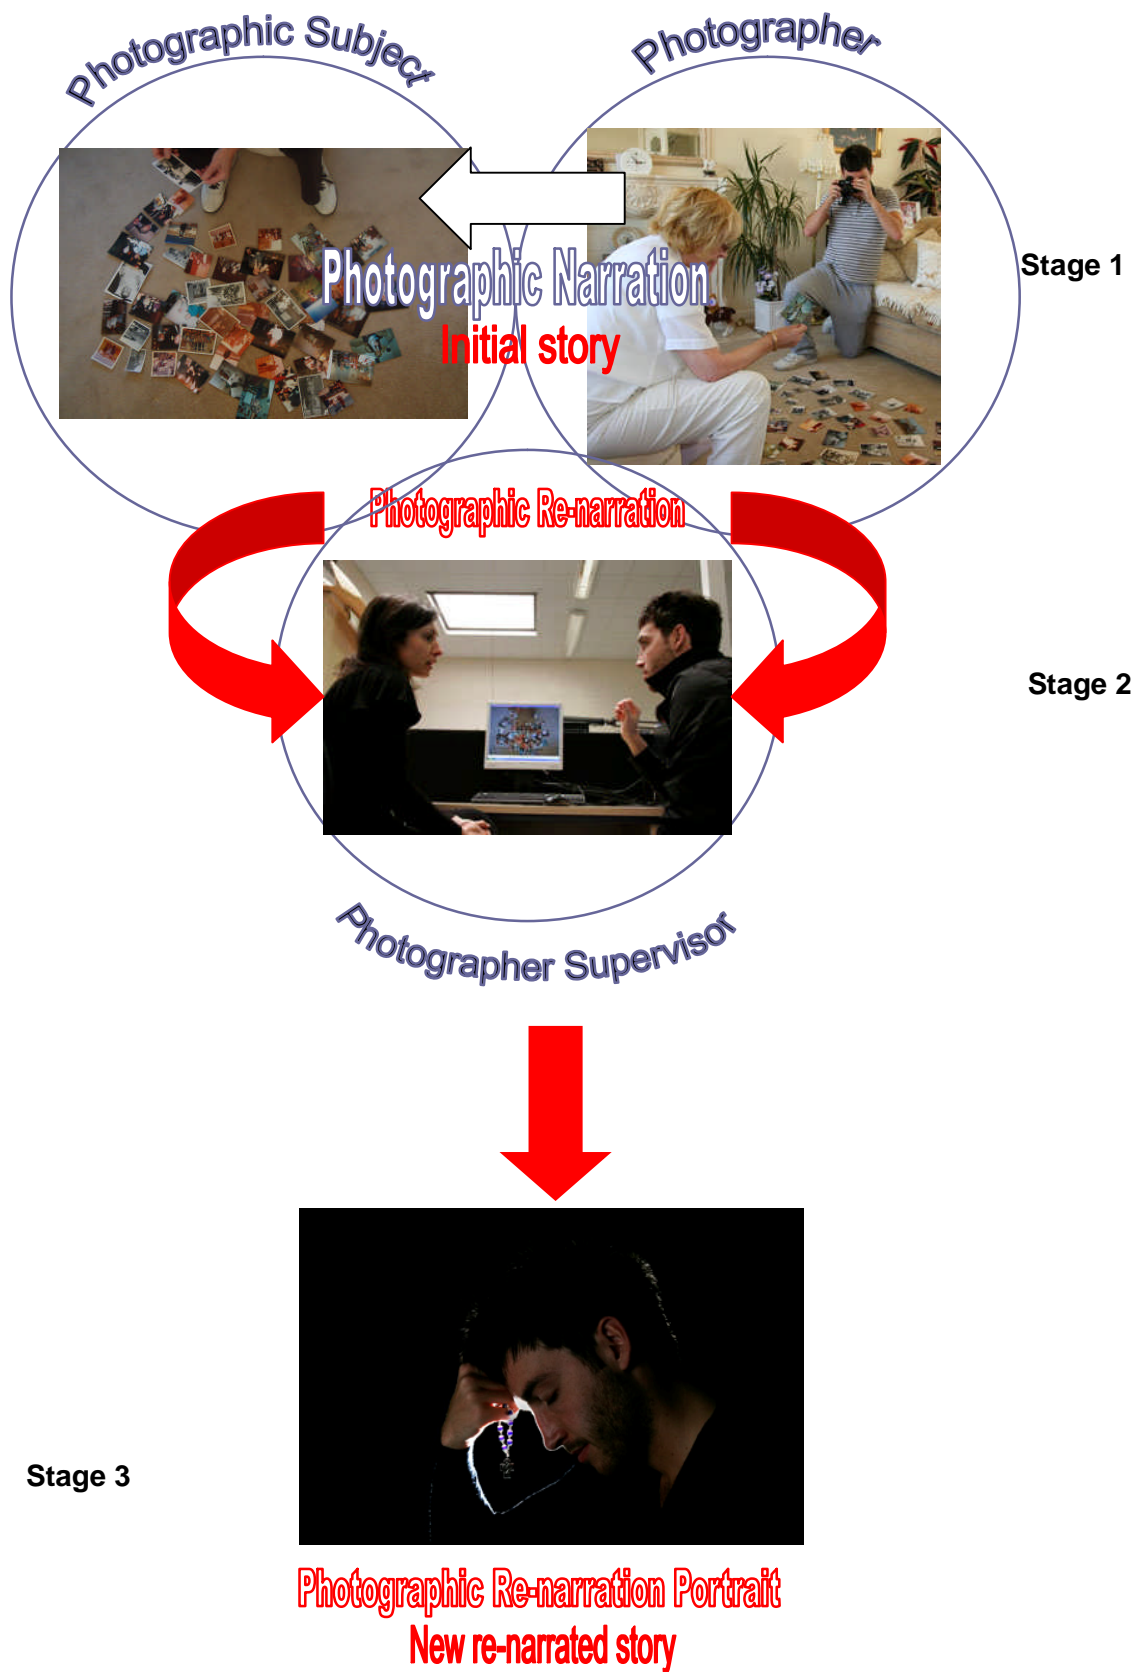 Photographic Subject
Photographer
Photographic Narration
Initial story
Stage 1
Photographic Re-narration
Stage 2
Photographer Supervisor
Stage 3
Photographic Re-narration Portrait
New re-narrated story